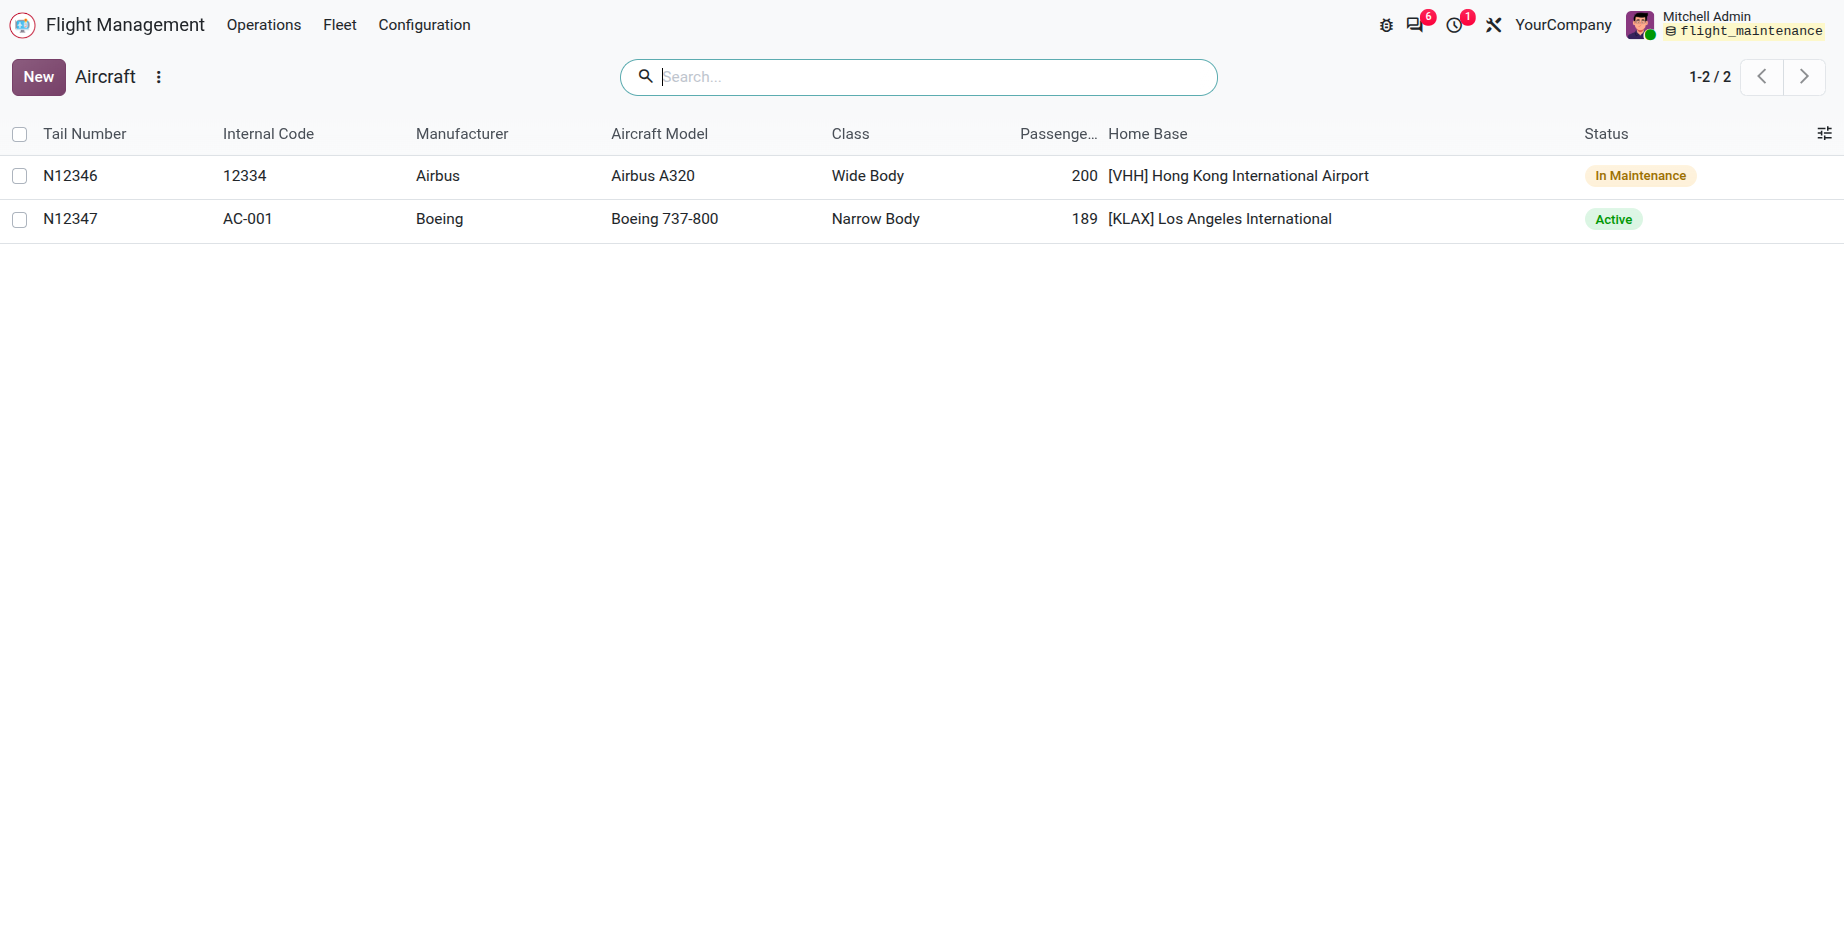 Flight Management Operations Fleet Configuration 6 1 YourCompany Mitchell Admin
flight_maintenance
New Aircraft Search... 1-2 / 2
Tail Number Internal Code Manufacturer Aircraft Model Class Passenge... Home Base Status
N12346 12334 Airbus Airbus A320 Wide Body 200 [VHH] Hong Kong International Airport In Maintenance
N12347 AC-001 Boeing Boeing 737-800 Narrow Body 189 [KLAX] Los Angeles International Active